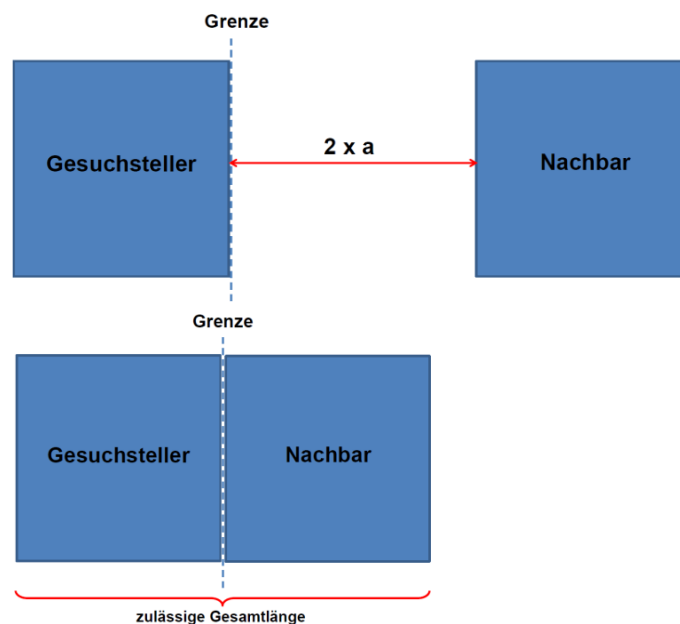 Grenze
2 x a
Gesuchsteller
Nachbar
Grenze
Gesuchsteller
Nachbar
zulässige Gesamtlänge